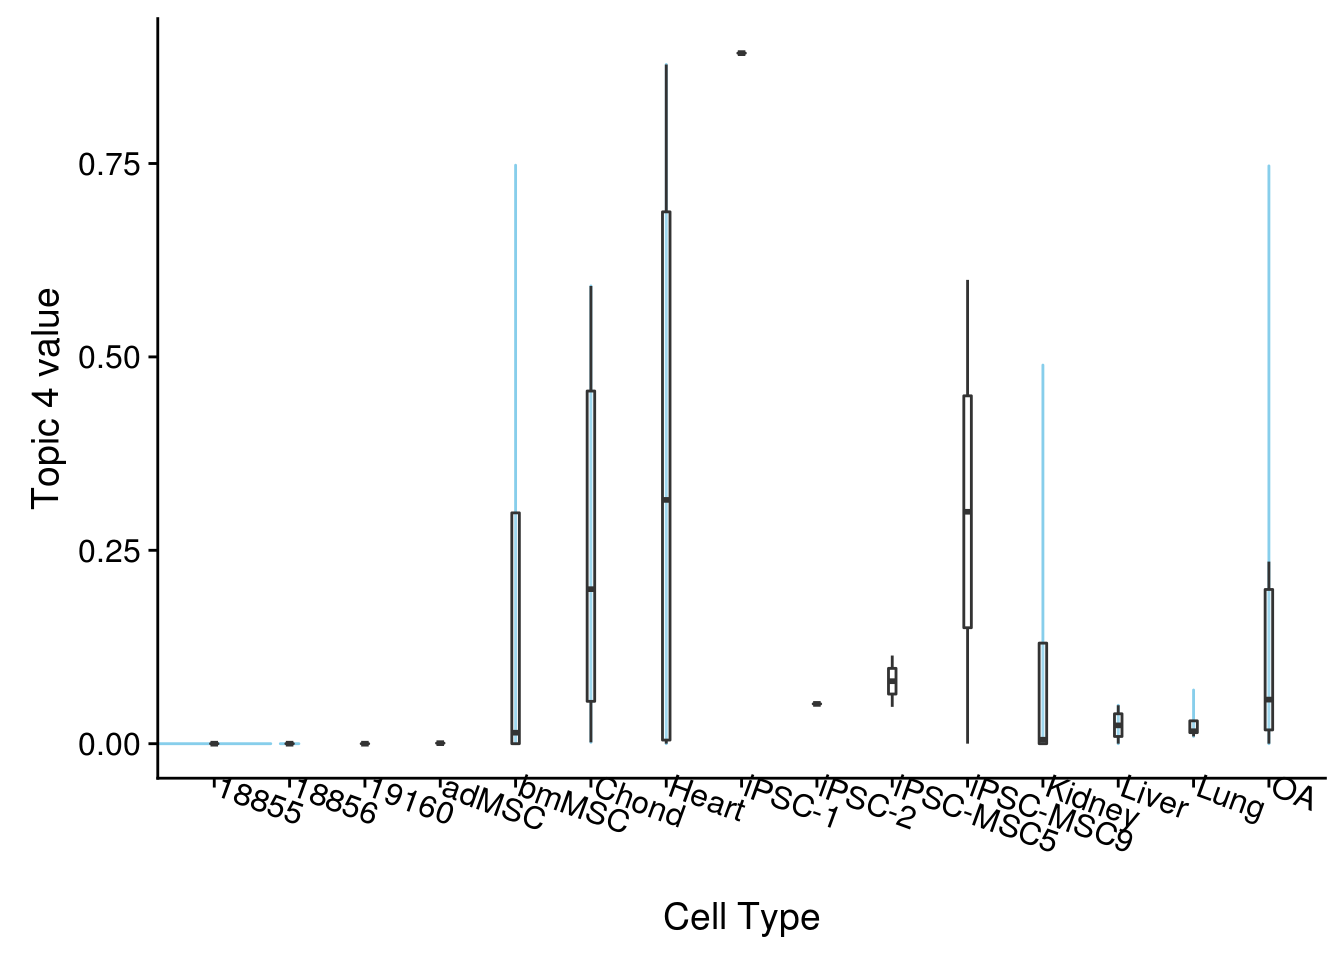 Topic 4 value
0.75
0.50
0.25
0.00
18855
18856
19160
adMSC
bmMSC
Chond
Heart
iPSC-1
iPSC-2
iPSC-MSC5
iPSC-MSC9
Kidney
Liver
Lung
OA
Cell Type